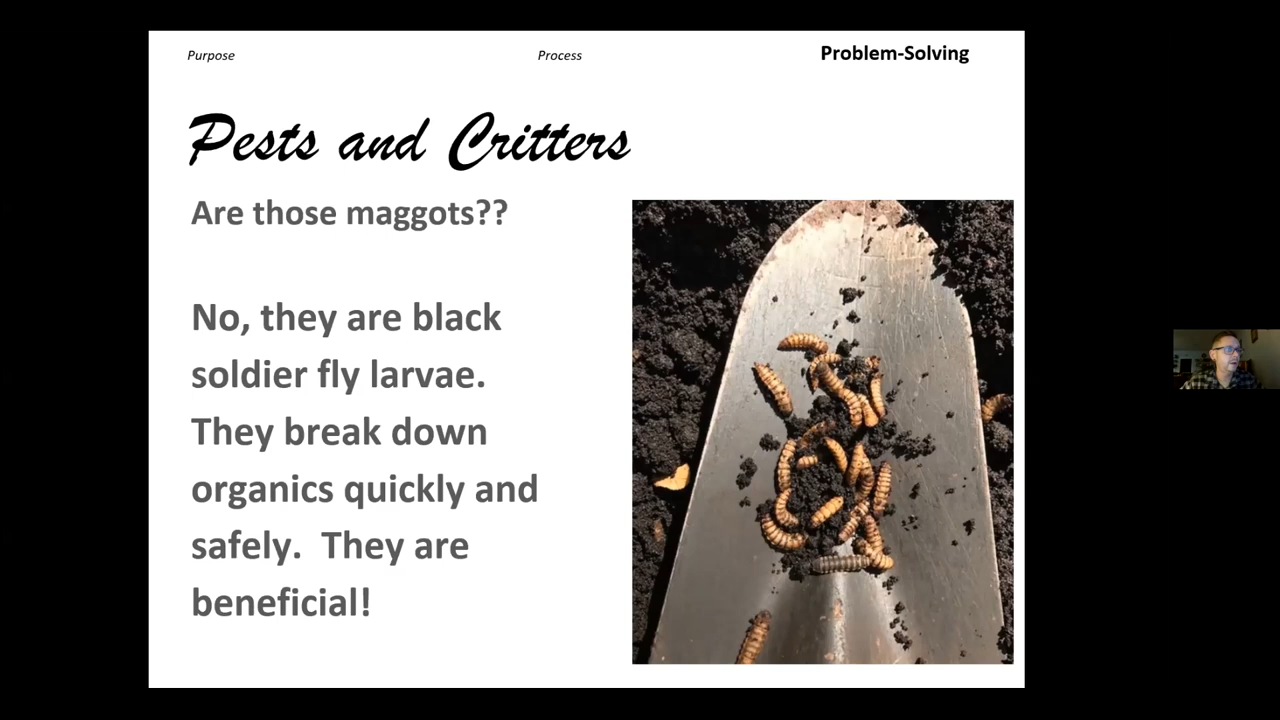 Purpose Process Problem-Solving
Pests and Critters
Are those maggots??
No, they are black
soldier fly larvae.
They break down
organics quickly and
safely.  They are
beneficial!